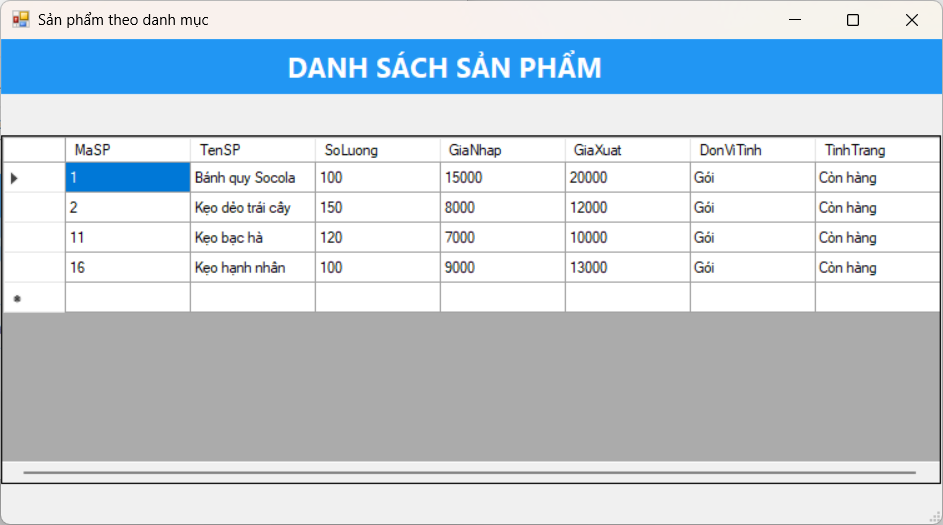 Sản phẩm theo danh mục
DANH SÁCH SẢN PHẨM
MaSP TenSP SoLuong GiaNhap GiaXuat DonViTinh TinhTrang
1 Bánh quy Socola 100 15000 20000 Gói Còn hàng
2 Kẹo dẻo trái cây 150 8000 12000 Gói Còn hàng
11 Kẹo bạc hà 120 7000 10000 Gói Còn hàng
16 Kẹo hạnh nhân 100 9000 13000 Gói Còn hàng